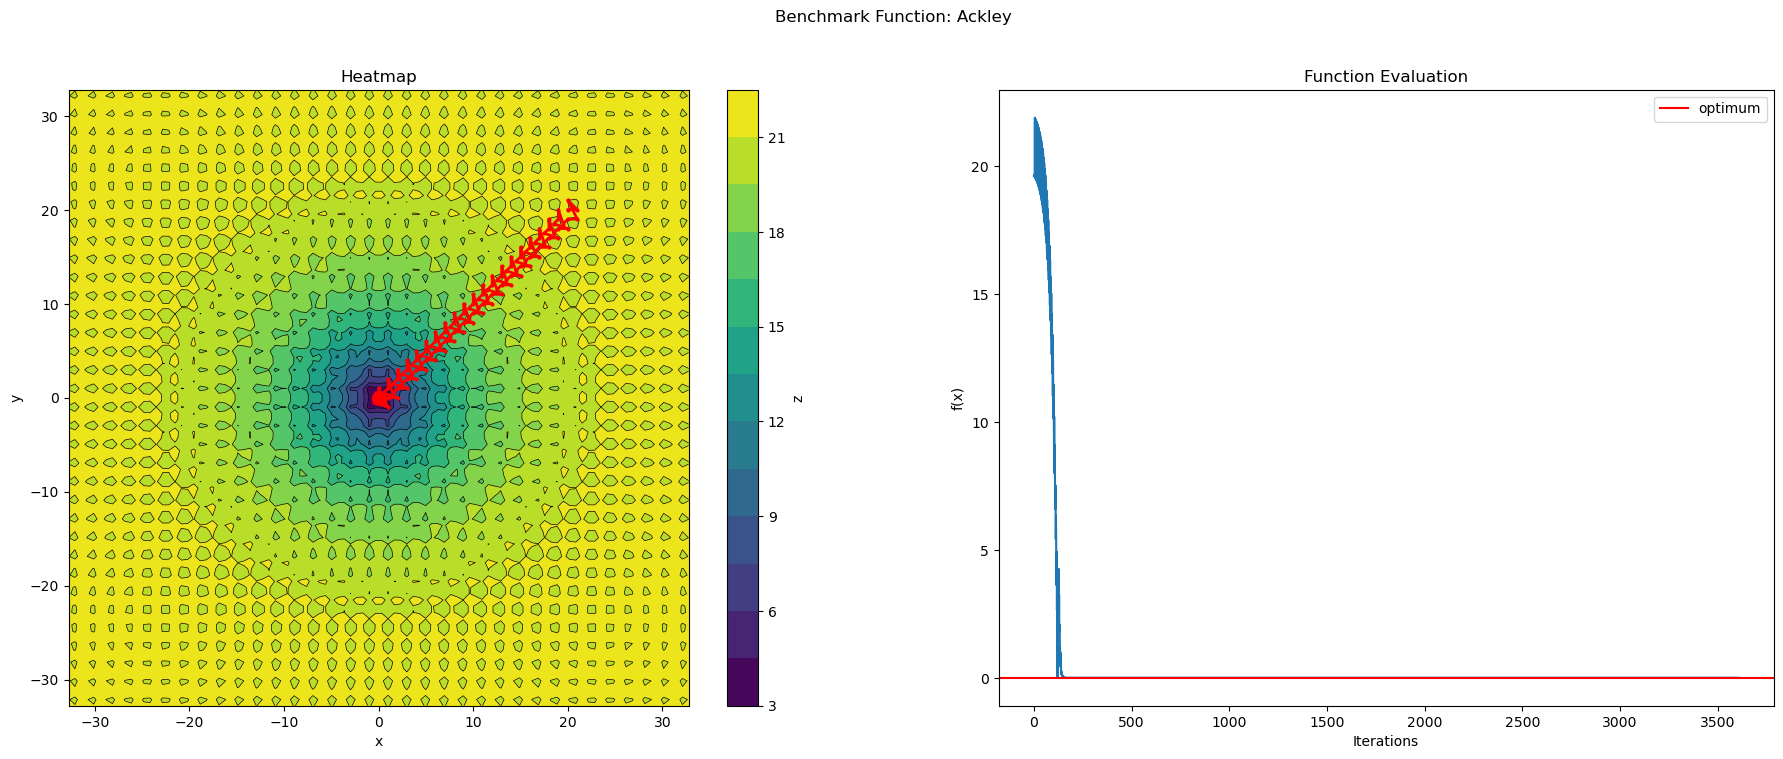 Benchmark Function: Ackley
Heatmap
30
20
10
0
−10
−20
−30
y
−30 −20 −10 0 10 20 30
x
21
18
15
12
9
6
3
z
Function Evaluation
optimum
20
15
10
5
0
f(x)
0 500 1000 1500 2000 2500 3000 3500
Iterations